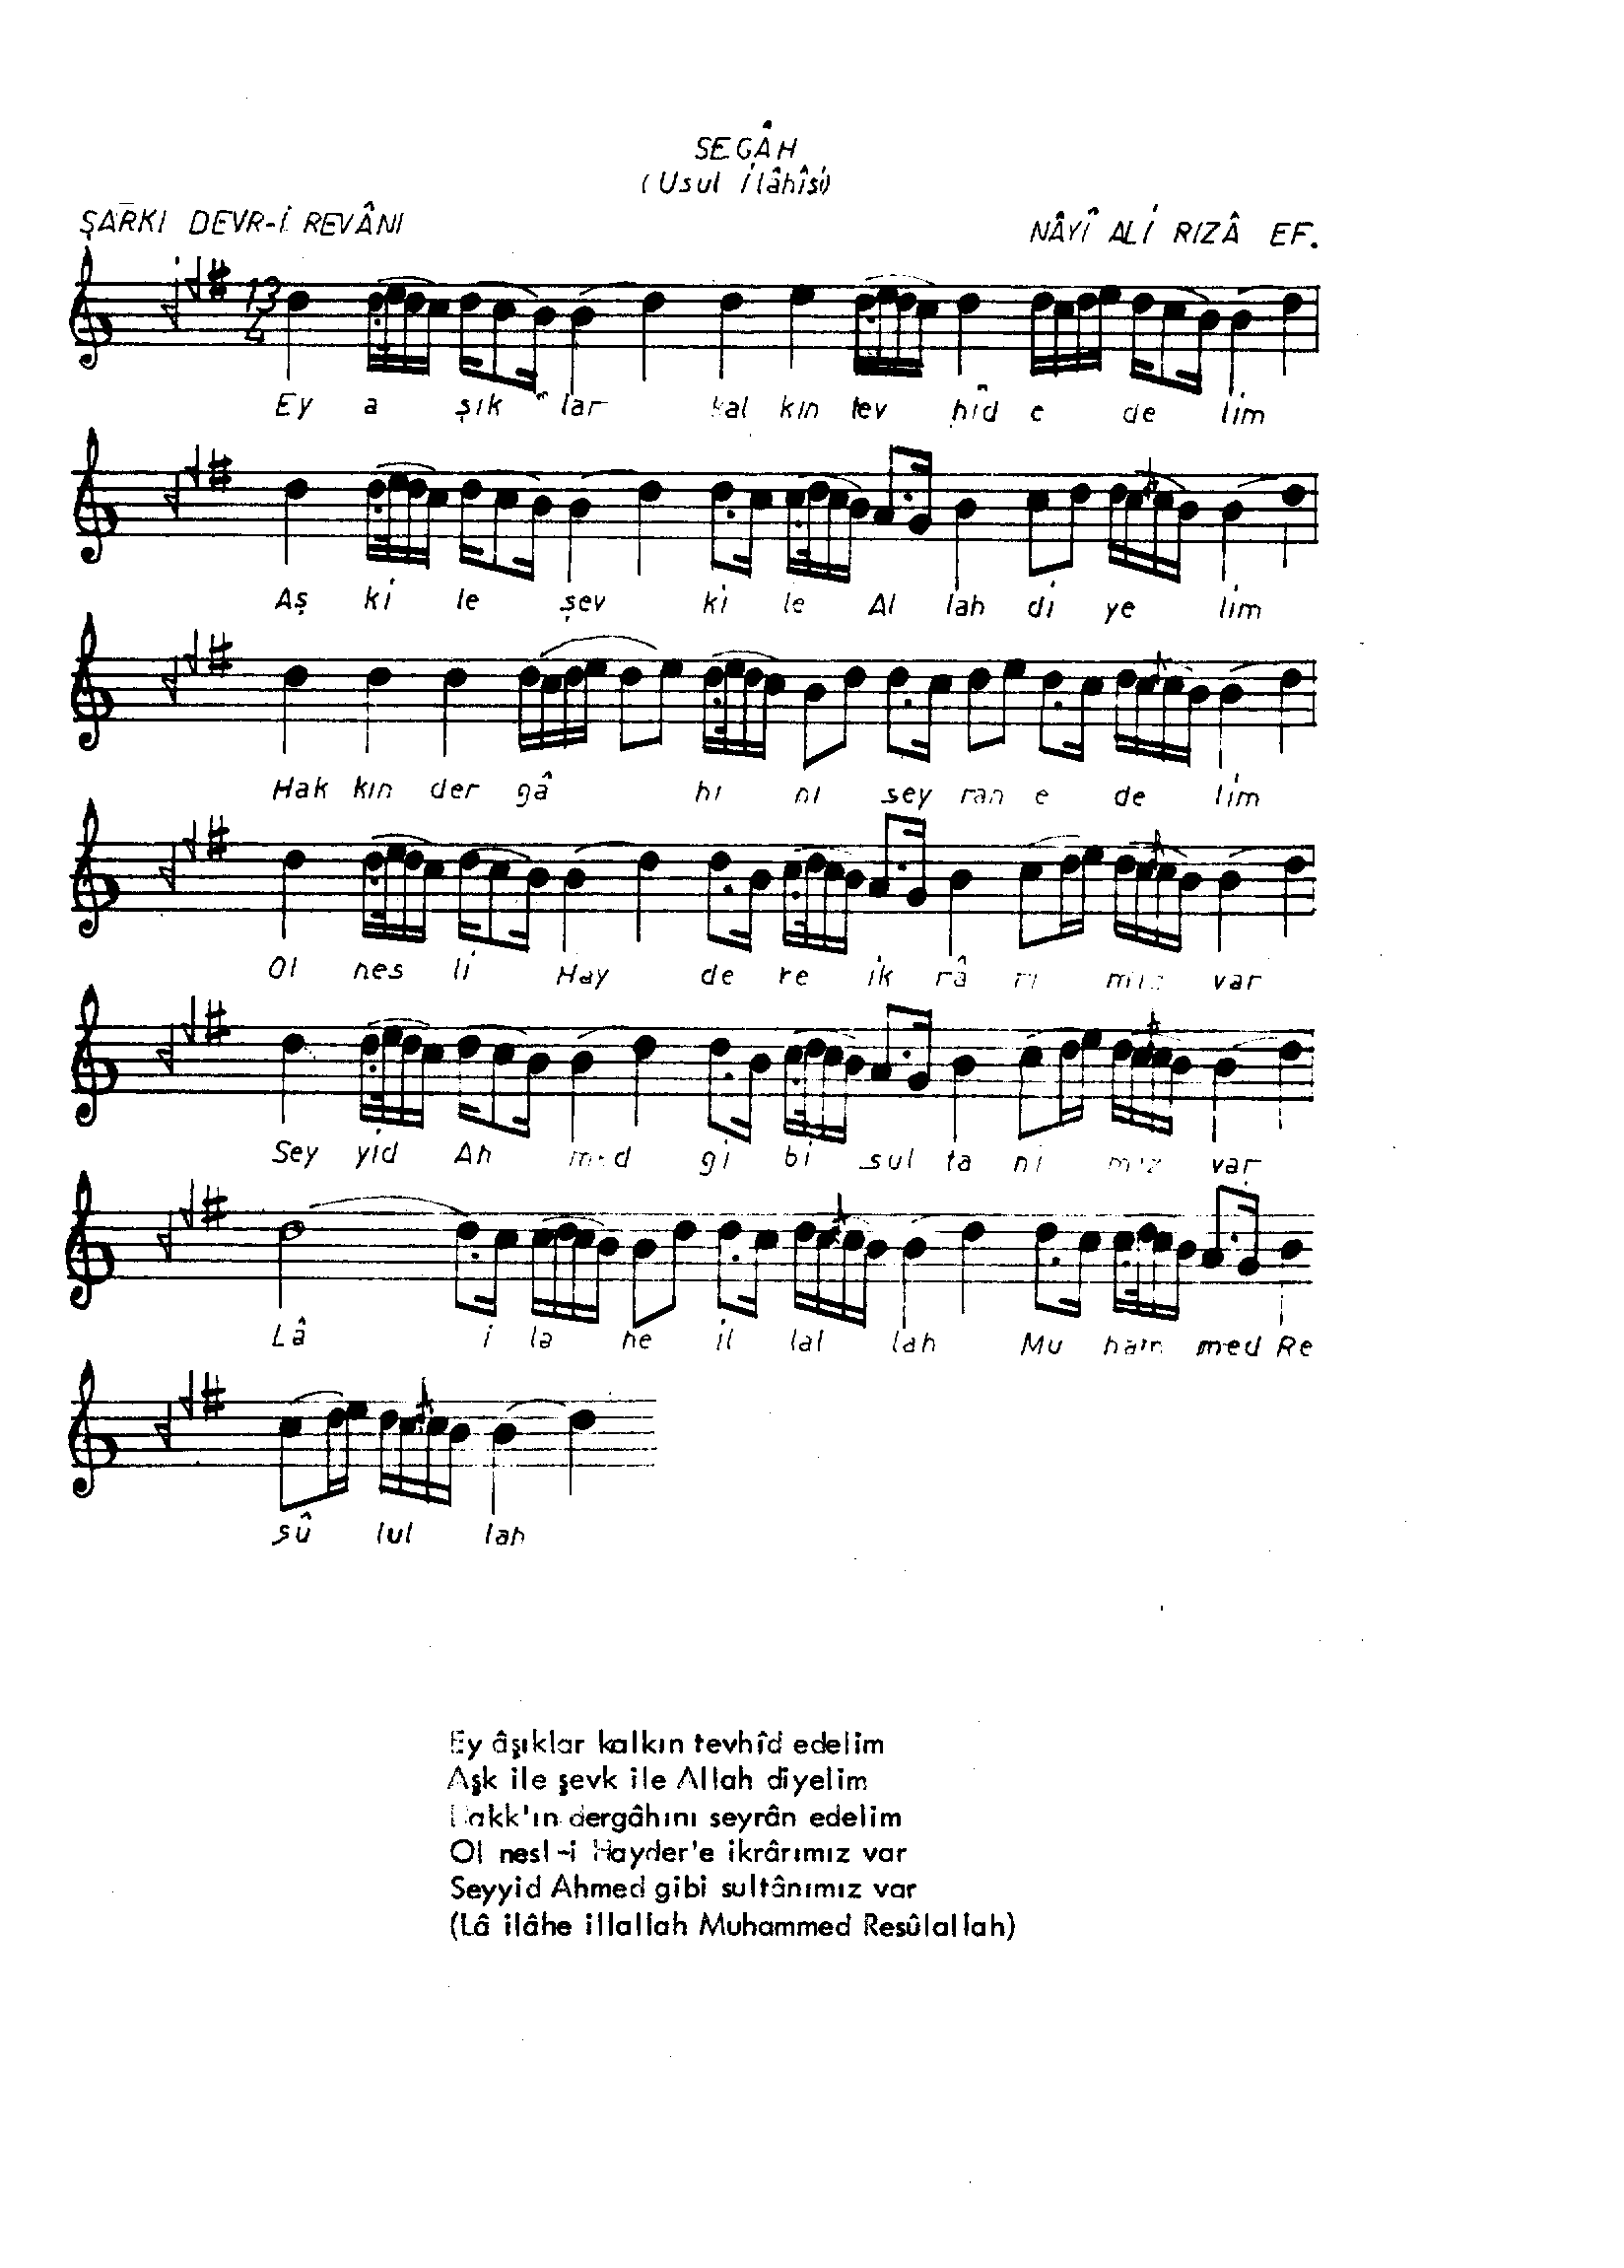 SEGÂH
(Usul İlâhîsi)
ŞARKI DEVR-İ REVÂNI
NÂYÎ ALİ RIZÂ EF.
13
4
Ey a şık lar kal kın tev hîd e de lim
Aş ki le şev ki le Al lah di ye lim
Hak kın der gâ hı nı sey ran e de lim
Ol nes li Hay de re ik râ rı mız var
Sey yid Ah med gi bi sul ta nı mız var
Lâ i la he il lal lah Mu ham med Re
sû lul lah
Ey âşıklar kalkın tevhîd edelim
Aşk ile şevk ile Allah diyelim
Hakk'ın dergâhını seyrân edelim
Ol nesl-i Hayder'e ikrârımız var
Seyyid Ahmed gibi sultânımız var
(Lâ ilâhe illallah Muhammed Resûlallah)